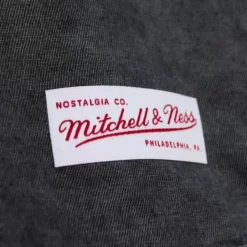 NOSTALGIA CO.
Mitchell & Ness
PHILADELPHIA, PA.